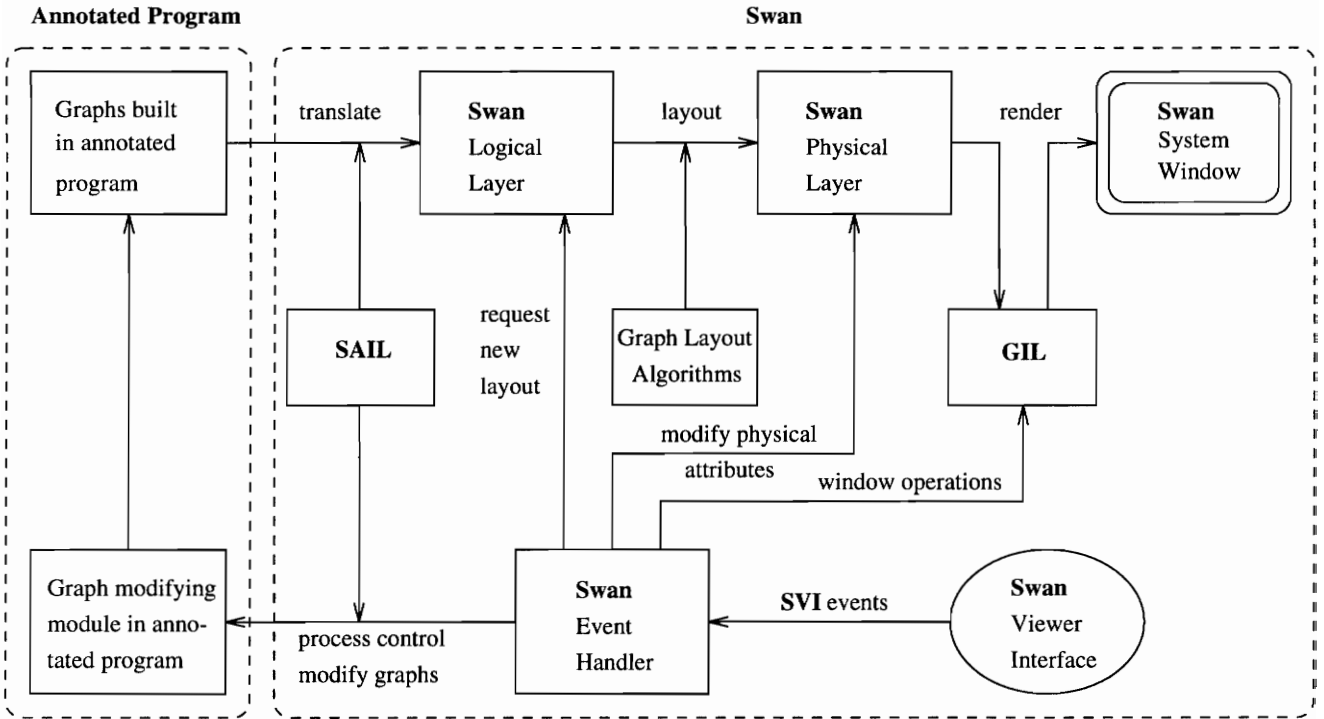 Annotated Program
Swan
Graphs built
in annotated
program
translate
Swan
Logical
Layer
layout
Swan
Physical
Layer
render
Swan
System
Window
SAIL
request
new
layout
Graph Layout
Algorithms
GIL
modify physical
attributes
window operations
Graph modifying
module in anno-
tated program
process control
modify graphs
Swan
Event
Handler
SVI events
Swan
Viewer
Interface